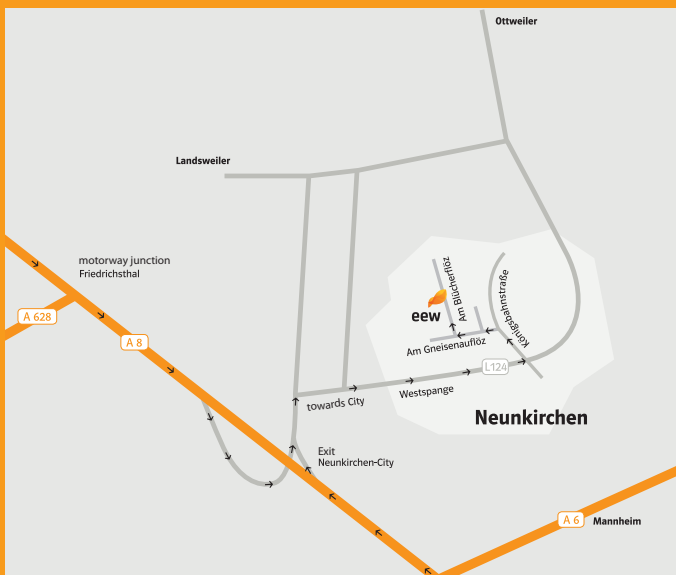 Ottweiler
Landsweiler
motorway junction
Friedrichsthal
A 628
A 8
Am Blücherflöz
Königsbahnstraße
eew
Am Gneisenauflöz
L124
Westspange
towards City
Neunkirchen
Exit
Neunkirchen-City
A 6
Mannheim